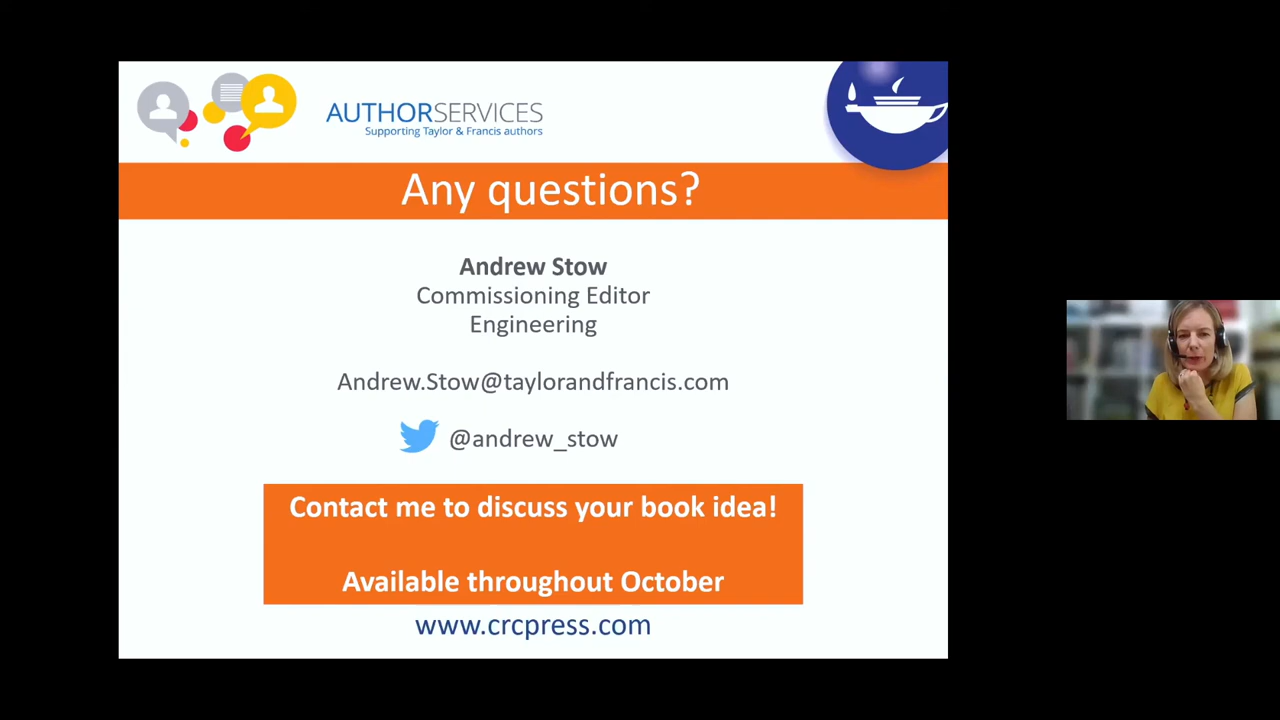 AUTHORSERVICES
Supporting Taylor & Francis authors
Any questions?
Andrew Stow
Commissioning Editor
Engineering
Andrew.Stow@taylorandfrancis.com
@andrew_stow
Contact me to discuss your book idea!
Available throughout October
www.crcpress.com